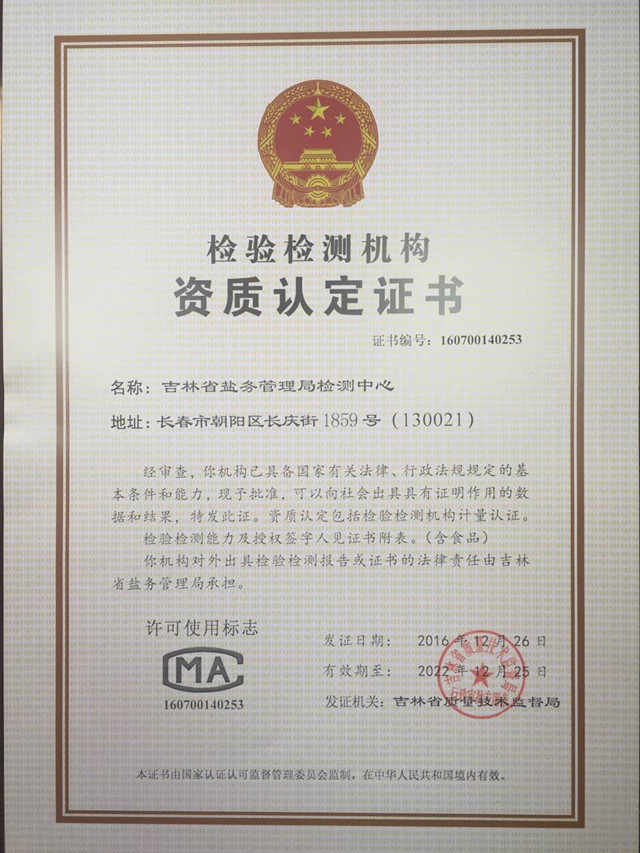 检验检测机构
资质认定证书
证书编号：160700140253
名称：吉林省盐务管理局检测中心
地址：长春市朝阳区长庆街1859号（130021）
经审查，你机构已具备国家有关法律、行政法规规定的基
本条件和能力，现予批准，可以向社会出具具有证明作用的数
据和结果，特发此证。资质认定包括检验检测机构计量认证。
检验检测能力及授权签字人见证书附表。（含食品）
你机构对外出具检验检测报告或证书的法律责任由吉林
省盐务管理局承担。
许可使用标志
MA
160700140253
发证日期：2016年12月26日
有效期至：2022年12月25日
发证机关：吉林省质量技术监督局
吉林省质量技术监督局
本证书由国家认证认可监督管理委员会监制，在中华人民共和国境内有效。